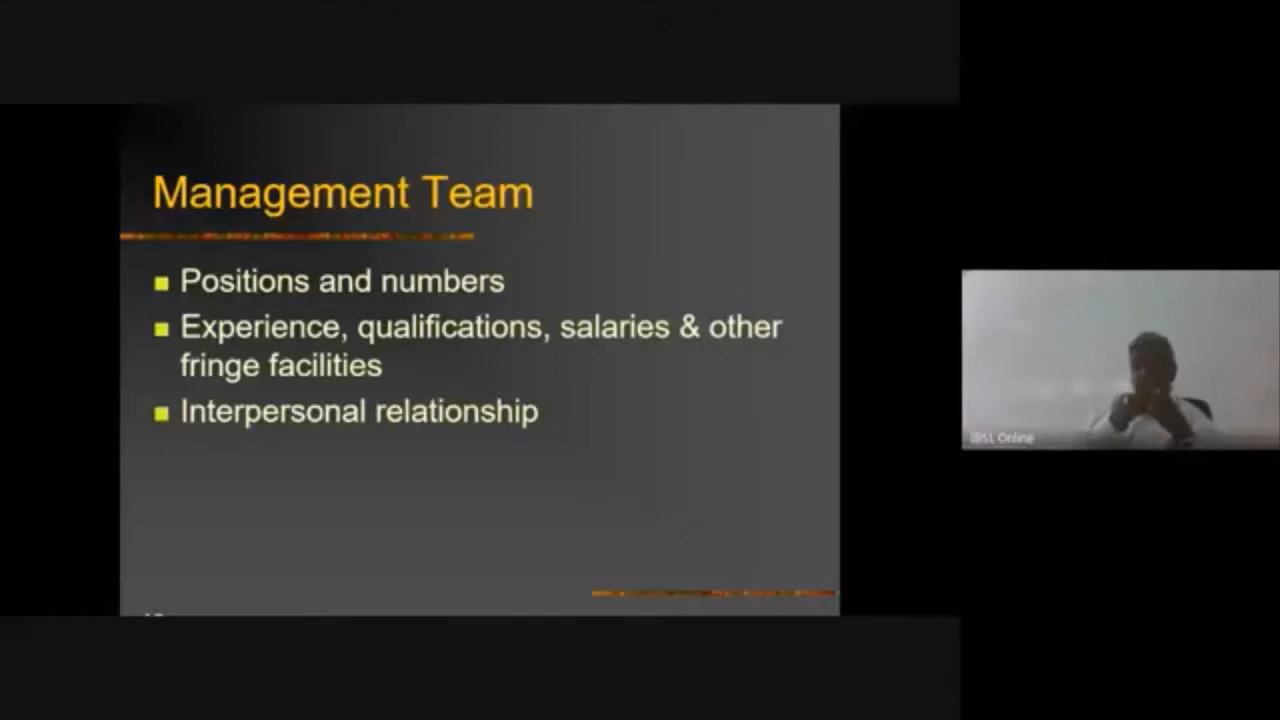 Management Team
Positions and numbers
Experience, qualifications, salaries & other
fringe facilities
Interpersonal relationship
IBSL Online